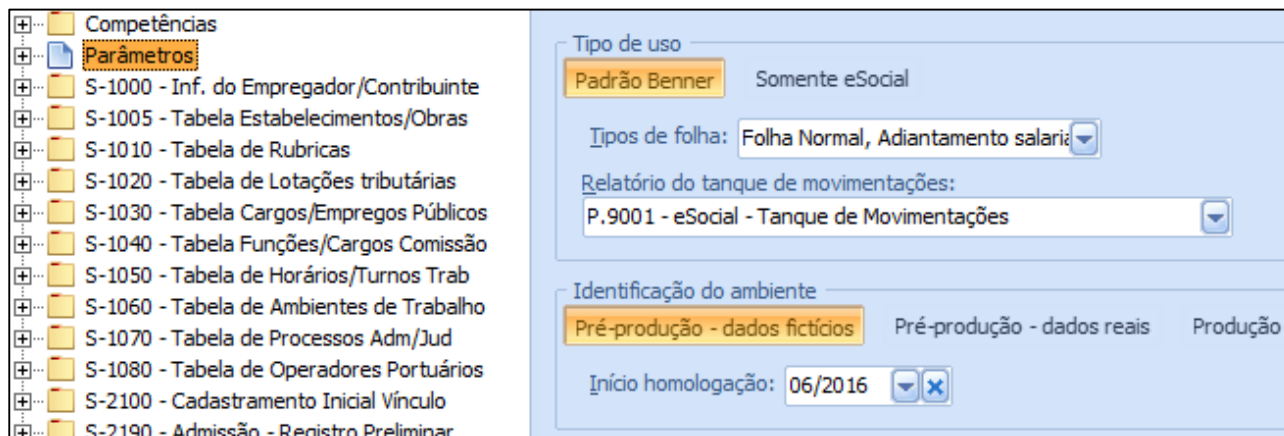 Competências
Parâmetros
S-1000 - Inf. do Empregador/Contribuinte
S-1005 - Tabela Estabelecimentos/Obras
S-1010 - Tabela de Rubricas
S-1020 - Tabela de Lotações tributárias
S-1030 - Tabela Cargos/Empregos Públicos
S-1040 - Tabela Funções/Cargos Comissão
S-1050 - Tabela de Horários/Turnos Trab
S-1060 - Tabela de Ambientes de Trabalho
S-1070 - Tabela de Processos Adm/Jud
S-1080 - Tabela de Operadores Portuários
S-2100 - Cadastramento Inicial Vínculo
S-2190 - Admissão - Registro Preliminar
Tipo de uso
Padrão Benner Somente eSocial
Tipos de folha: Folha Normal, Adiantamento salaria
Relatório do tanque de movimentações:
P.9001 - eSocial - Tanque de Movimentações
Identificação do ambiente
Pré-produção - dados fictícios Pré-produção - dados reais Produção
Início homologação: 06/2016